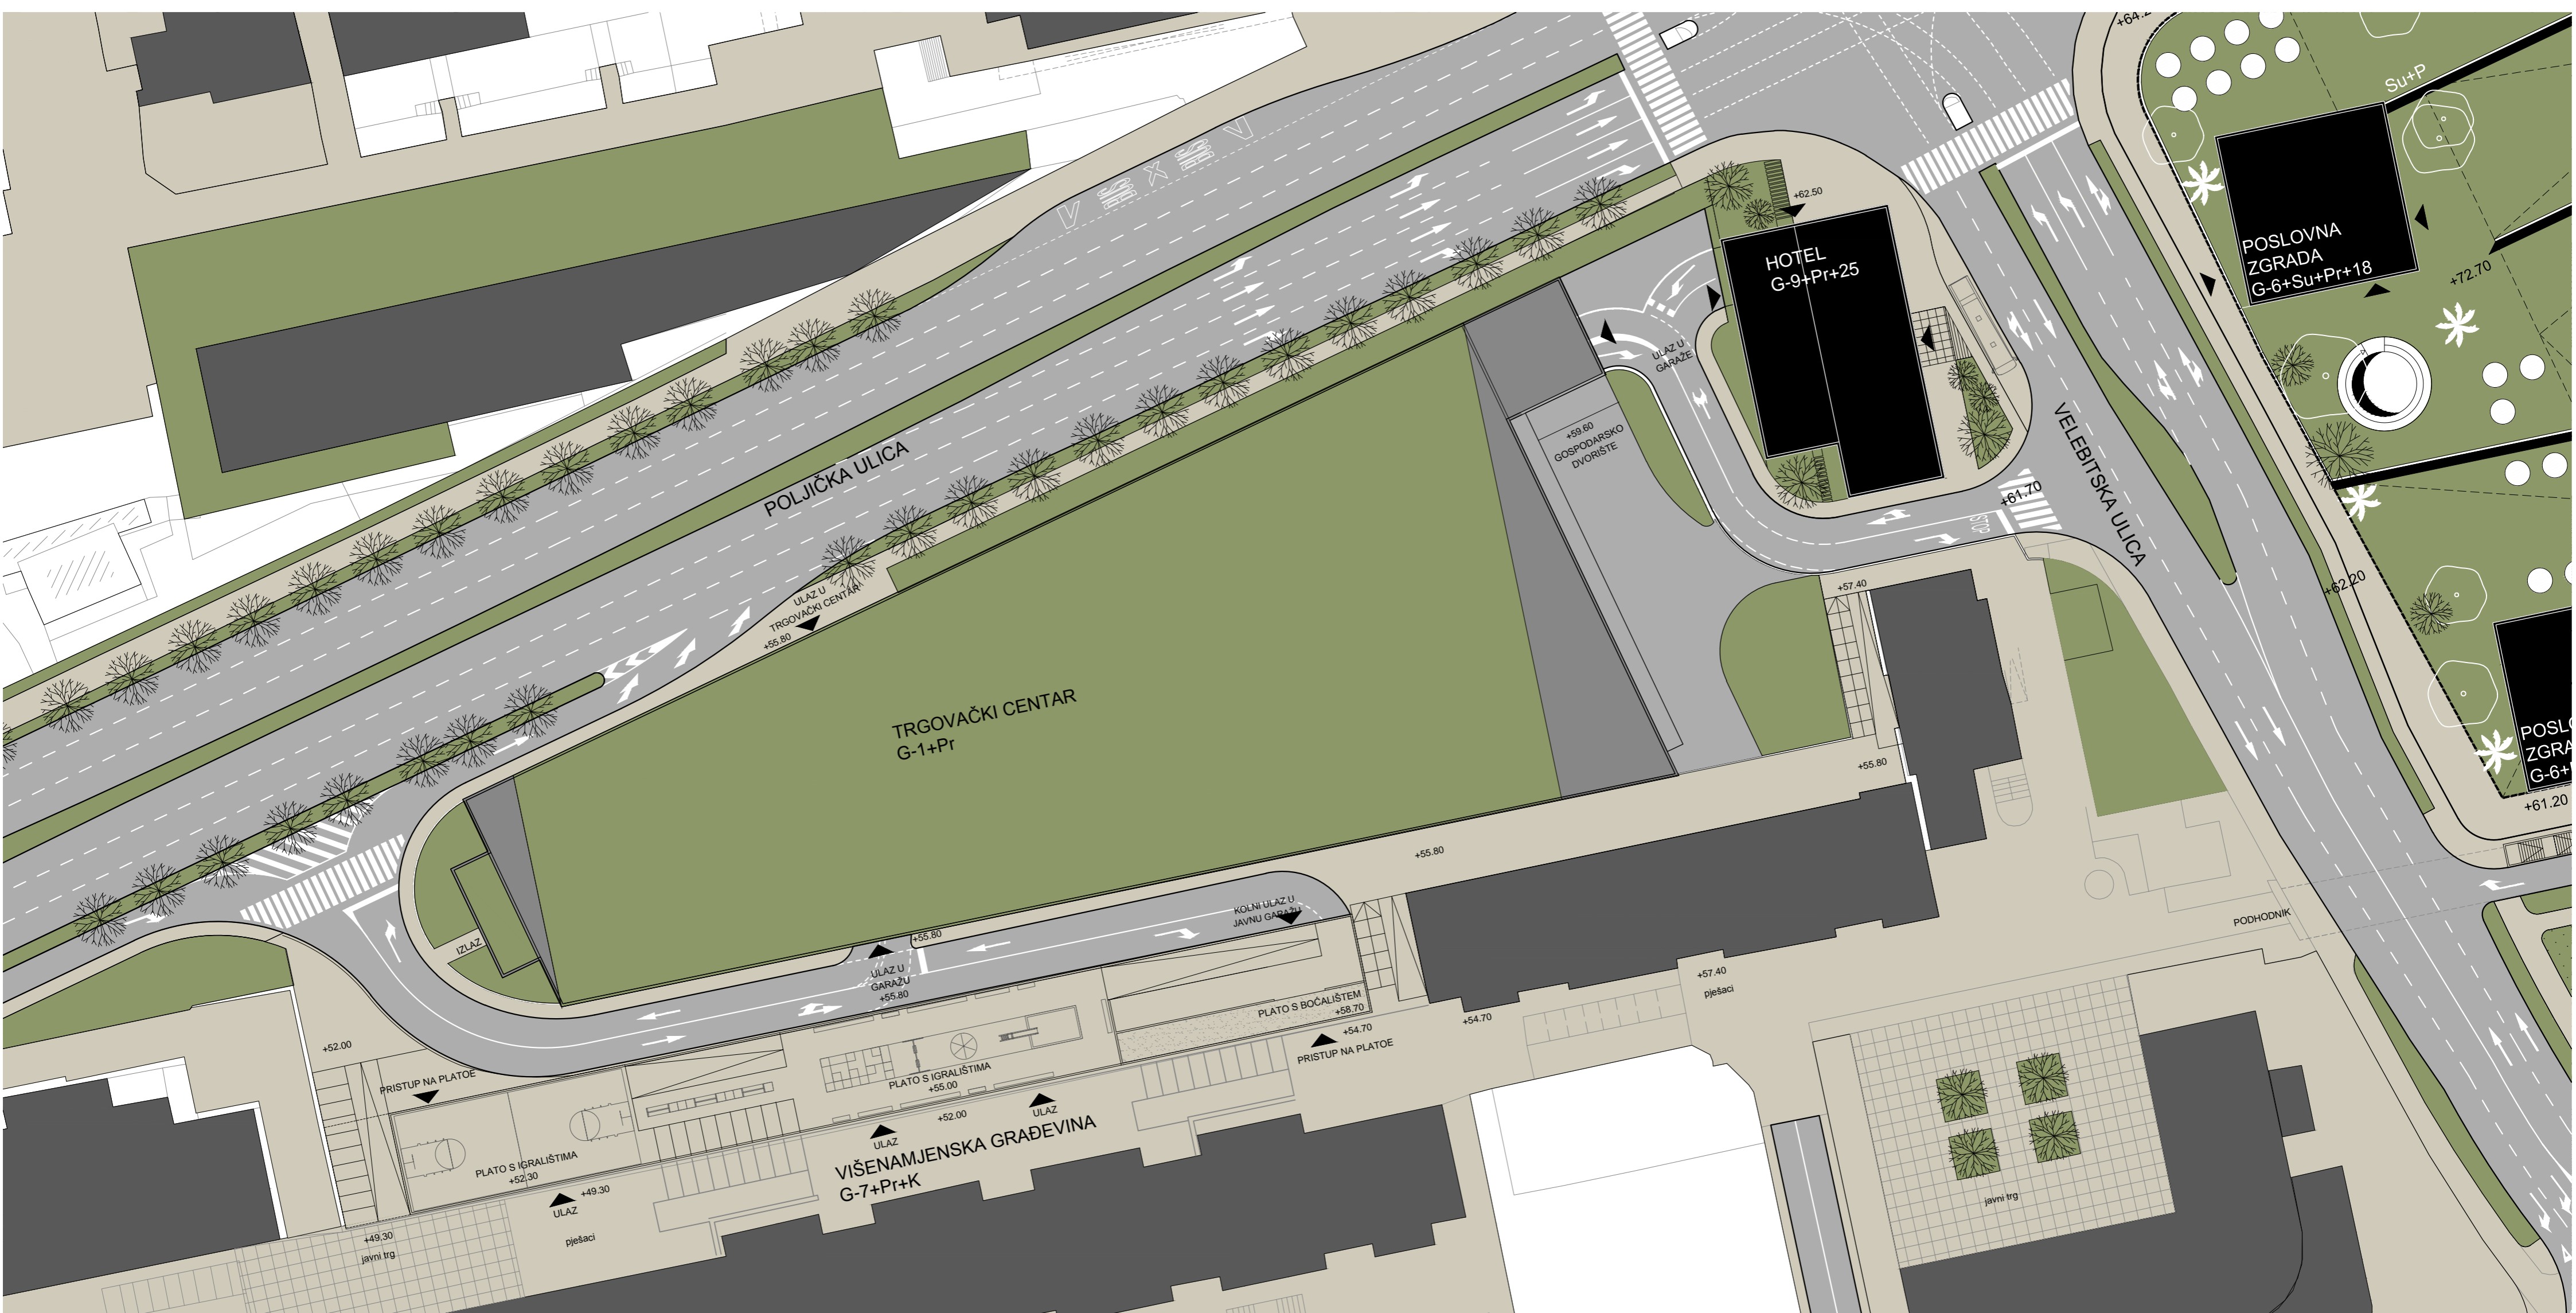 +64.2
Su+P
POSLOVNA
ZGRADA
G-6+Su+Pr+18
+72.70
+62.50
HOTEL
G-9+Pr+25
ULAZ U
GARAŽE
+59.60
GOSPODARSKO
DVORIŠTE
POLJIČKA ULICA
VELEBITSKA ULICA
STOP
+61.70
+62.20
+57.40
ULAZ U
TRGOVAČKI CENTAR
+55.80
TRGOVAČKI CENTAR
G-1+Pr
POSL
ZGRA
G-6+
+61.20
+55.80
+55.80
IZLAZ
KOLNI ULAZ U
JAVNU GARAŽU
+55.80
ULAZ U
GARAŽU
+55.80
PODHODNIK
+57.40
pješaci
PLATO S BOĆALIŠTEM
+58.70
+54.70
+54.70
PRISTUP NA PLATOE
+52.00
PRISTUP NA PLATOE
PLATO S IGRALIŠTIMA
+55.00
+52.00
ULAZ
ULAZ
VIŠENAMJENSKA GRAĐEVINA
G-7+Pr+K
PLATO S IGRALIŠTIMA
+52.30
+49.30
ULAZ
pješaci
+49.30
javni trg
javni trg